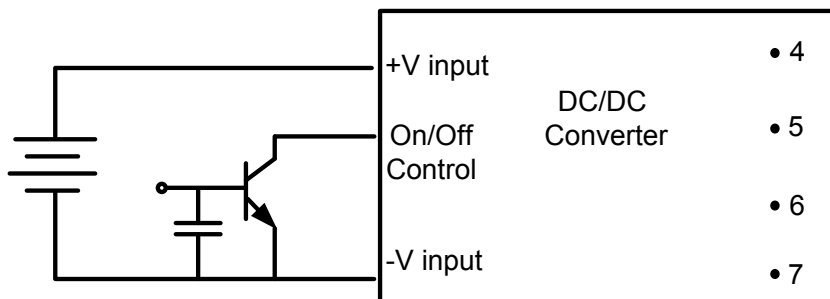 +V input
On/Off
Control
-V input
DC/DC
Converter
4
5
6
7